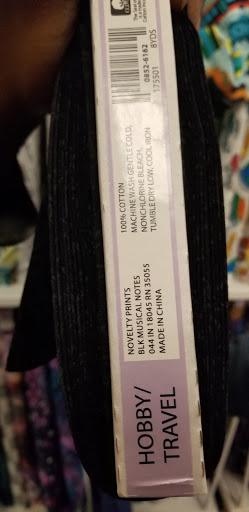 0852-6162
175501
8YDS
100% COTTON
MACHINE WASH GENTLE COLD,
NONCHLORINE BLEACH,
TUMBLE DRY LOW, COOL IRON
NOVELTY PRINTS
BLK MUSICAL NOTES
044 IN 18045 RN 35055
MADE IN CHINA
HOBBY/
TRAVEL